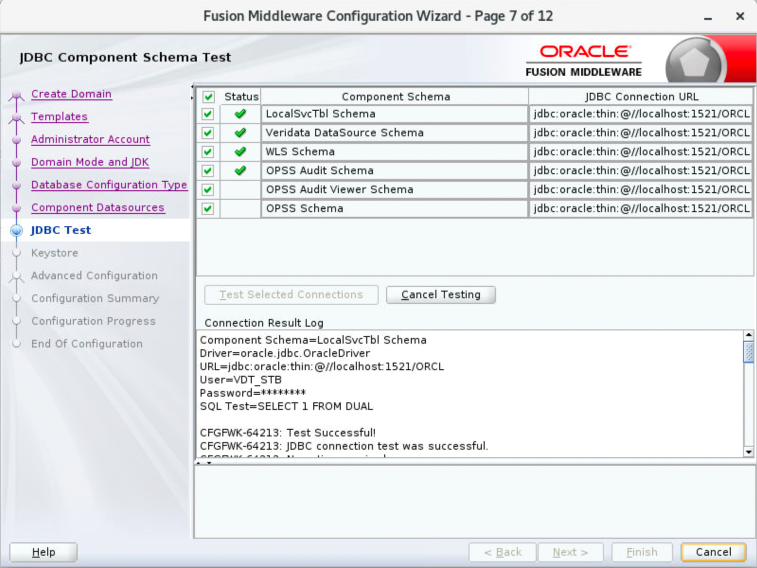 Fusion Middleware Configuration Wizard - Page 7 of 12
JDBC Component Schema Test
ORACLE
FUSION MIDDLEWARE
Create Domain
Templates
Administrator Account
Domain Mode and JDK
Database Configuration Type
Component Datasources
JDBC Test
Keystore
Advanced Configuration
Configuration Summary
Configuration Progress
End Of Configuration
Status Component Schema JDBC Connection URL
LocalSvcTbl Schema jdbc:oracle:thin:@//localhost:1521/ORCL
Veridata DataSource Schema jdbc:oracle:thin:@//localhost:1521/ORCL
WLS Schema jdbc:oracle:thin:@//localhost:1521/ORCL
OPSS Audit Schema jdbc:oracle:thin:@//localhost:1521/ORCL
OPSS Audit Viewer Schema jdbc:oracle:thin:@//localhost:1521/ORCL
OPSS Schema jdbc:oracle:thin:@//localhost:1521/ORCL
Test Selected Connections Cancel Testing
Connection Result Log
Component Schema=LocalSvcTbl Schema
Driver=oracle.jdbc.OracleDriver
URL=jdbc:oracle:thin:@//localhost:1521/ORCL
User=VDT_STB
Password=********
SQL Test=SELECT 1 FROM DUAL
CFGFWK-64213: Test Successful!
CFGFWK-64213: JDBC connection test was successful.
Help < Back Next > Finish Cancel